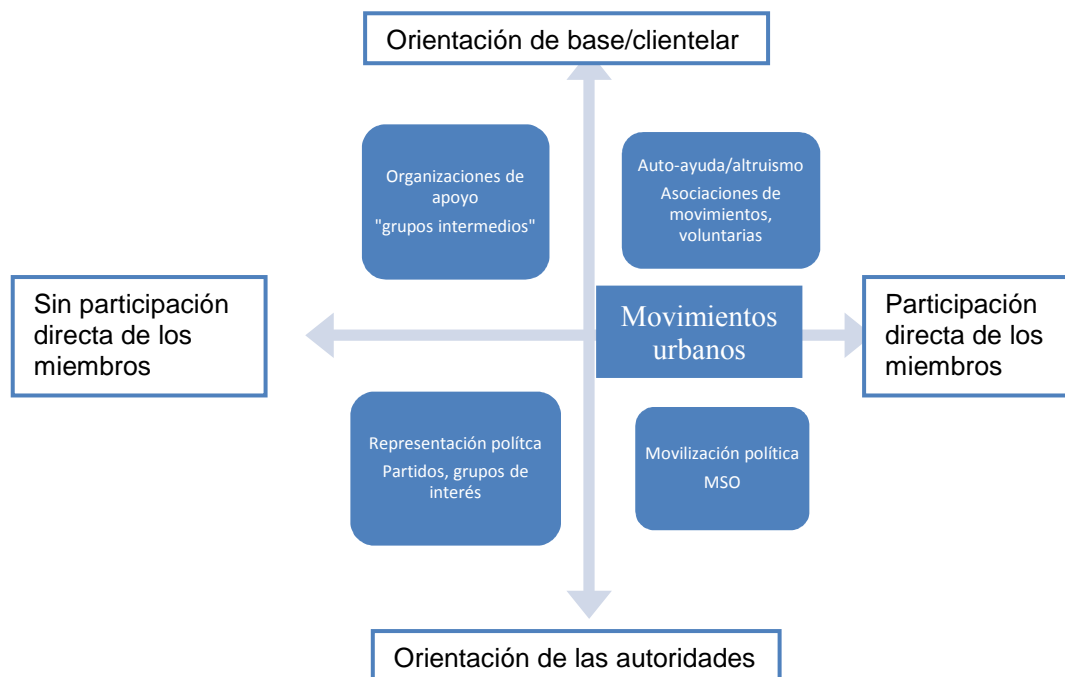 Orientación de base/clientelar
Organizaciones de
apoyo
"grupos intermedios"
Auto-ayuda/altruismo
Asociaciones de
movimientos,
voluntarias
Sin participación
directa de los
miembros
Movimientos
urbanos
Participación
directa de los
miembros
Representación polítca
Partidos, grupos de
interés
Movilización política
MSO
Orientación de las autoridades